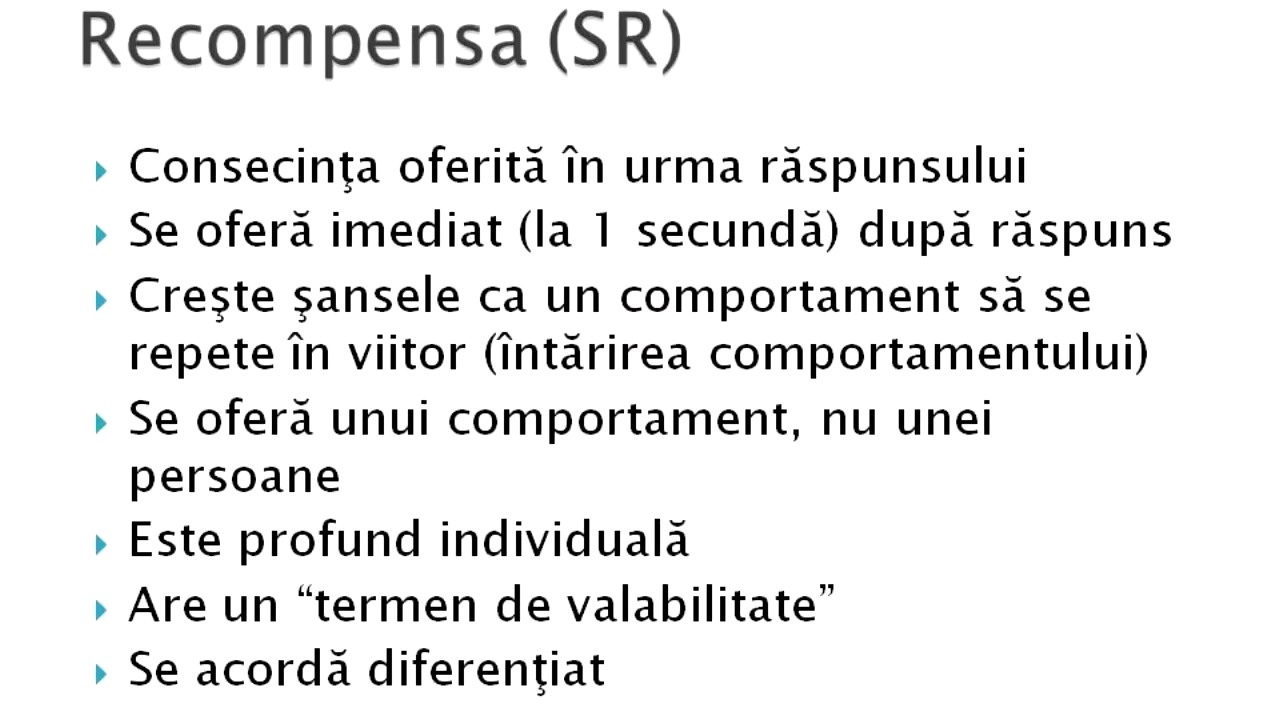 Recompensa (SR)
Consecinţa oferită în urma răspunsului
Se oferă imediat (la 1 secundă) după răspuns
Creşte şansele ca un comportament să se
repete în viitor (întărirea comportamentului)
Se oferă unui comportament, nu unei
persoane
Este profund individuală
Are un “termen de valabilitate”
Se acordă diferenţiat